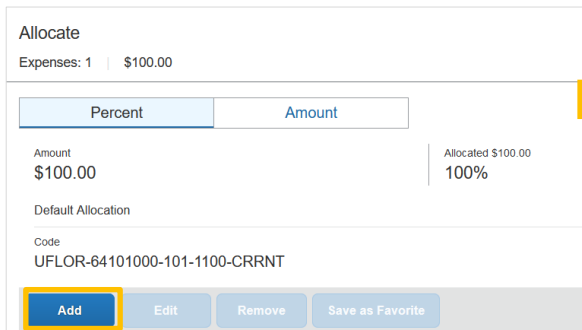 Allocate
Expenses: 1 | $100.00
Percent Amount
Amount Allocated $100.00
$100.00 100%
Default Allocation
Code
UFLOR-64101000-101-1100-CRRNT
Add Edit Remove Save as Favorite